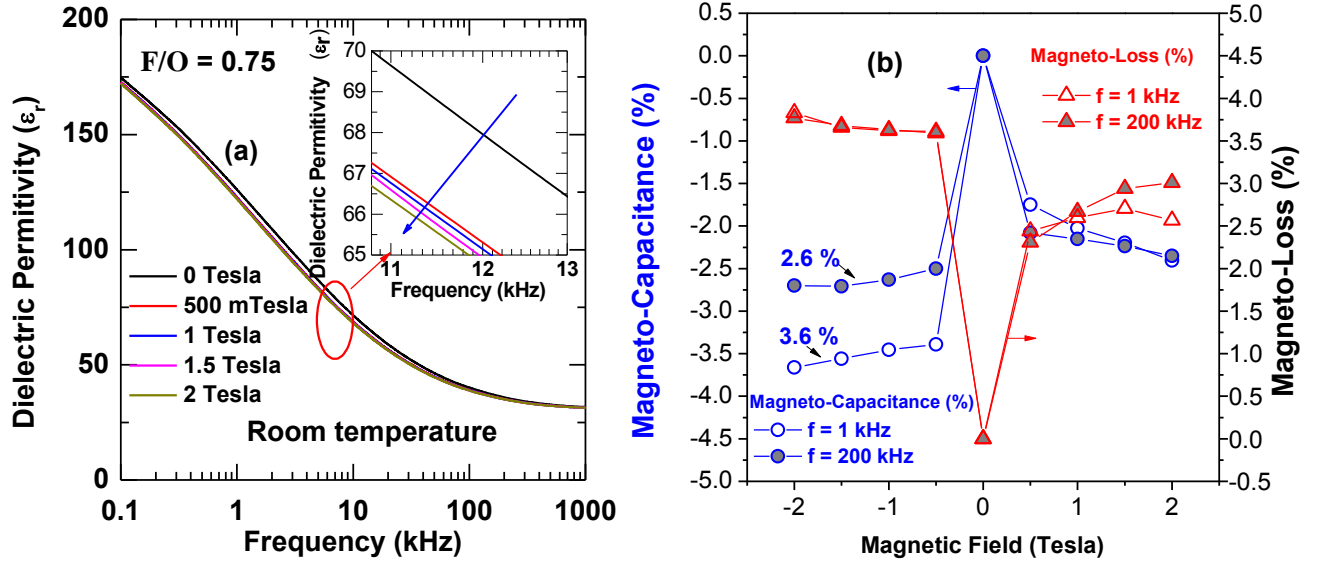 F/O = 0.75
(a)
Dielectric Permitivity (εr)
200
150
100
50
0
0.1
1
10
100
1000
Frequency (kHz)
0 Tesla
500 mTesla
1 Tesla
1.5 Tesla
2 Tesla
Room temperature
Dielectric Permitivity (εr)
70
69
68
67
66
65
11
12
13
Frequency (kHz)
(b)
Magneto-Capacitance (%)
0.5
0.0
-0.5
-1.0
-1.5
-2.0
-2.5
-3.0
-3.5
-4.0
-4.5
-5.0
2.6 %
3.6 %
Magneto-Loss (%)
f = 1 kHz
f = 200 kHz
Magneto-Capacitance (%)
f = 1 kHz
f = 200 kHz
-2
-1
0
1
2
Magnetic Field (Tesla)
5.0
4.5
4.0
3.5
3.0
2.5
2.0
1.5
1.0
0.5
0.0
-0.5
Magneto-Loss (%)